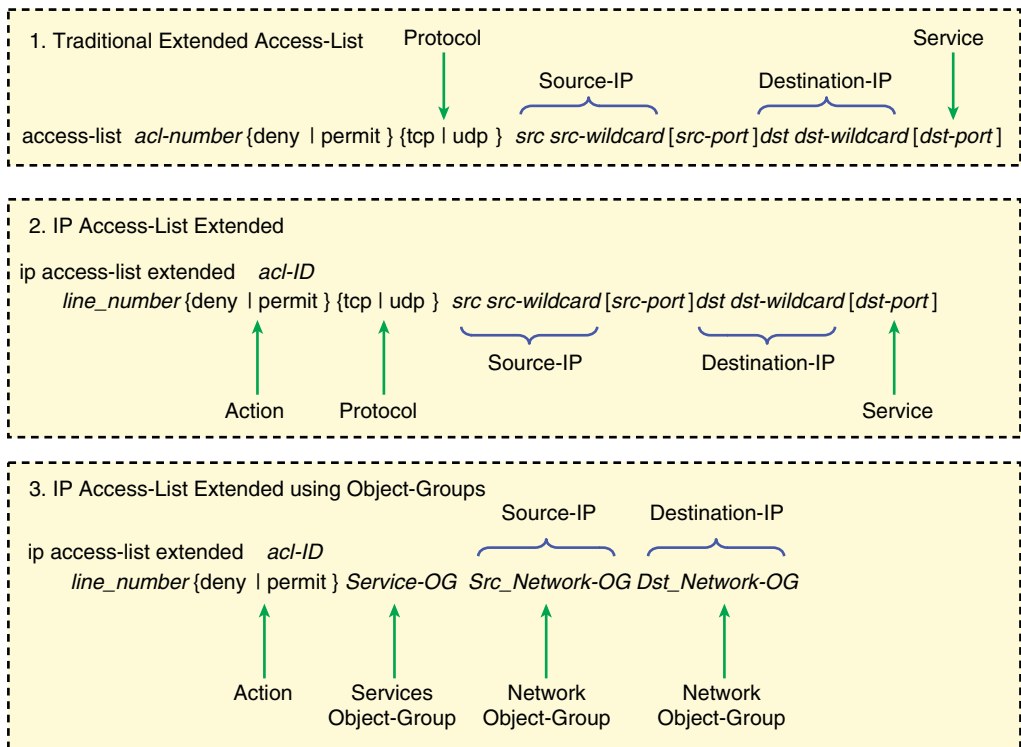 1. Traditional Extended Access-List
Protocol
Service
Source-IP
Destination-IP
access-list acl-number {deny | permit } {tcp | udp } src src-wildcard [src-port ] dst dst-wildcard [dst-port ]
2. IP Access-List Extended
ip access-list extended acl-ID
line_number {deny | permit } {tcp | udp } src src-wildcard [src-port ] dst dst-wildcard [dst-port ]
Source-IP
Destination-IP
Action
Protocol
Service
3. IP Access-List Extended using Object-Groups
Source-IP
Destination-IP
ip access-list extended acl-ID
line_number {deny | permit } Service-OG Src_Network-OG Dst_Network-OG
Action
Services
Object-Group
Network
Object-Group
Network
Object-Group